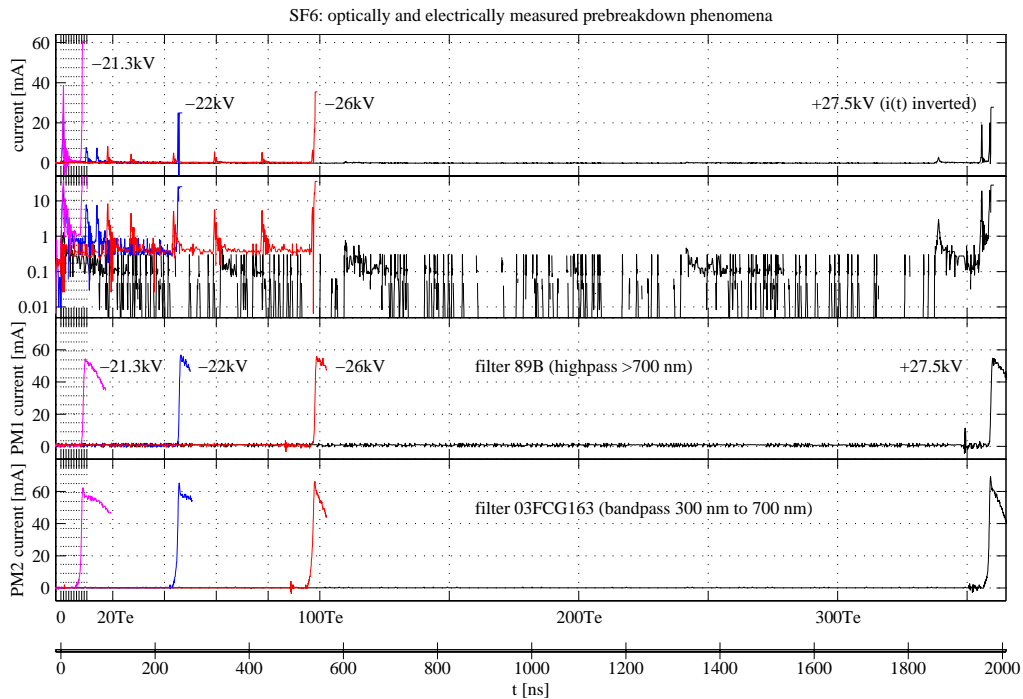 SF6: optically and electrically measured prebreakdown phenomena
current [mA]
60
40
20
0
−21.3kV
−22kV
−26kV
+27.5kV (i(t) inverted)
10
1
0.1
0.01
PM1 current [mA]
60
40
20
0
−21.3kV
−22kV
−26kV
filter 89B (highpass >700 nm)
+27.5kV
PM2 current [mA]
60
40
20
0
filter 03FCG163 (bandpass 300 nm to 700 nm)
0 20Te 100Te 200Te 300Te
0 200 400 600 800 1000 1200 1400 1600 1800 2000
t [ns]